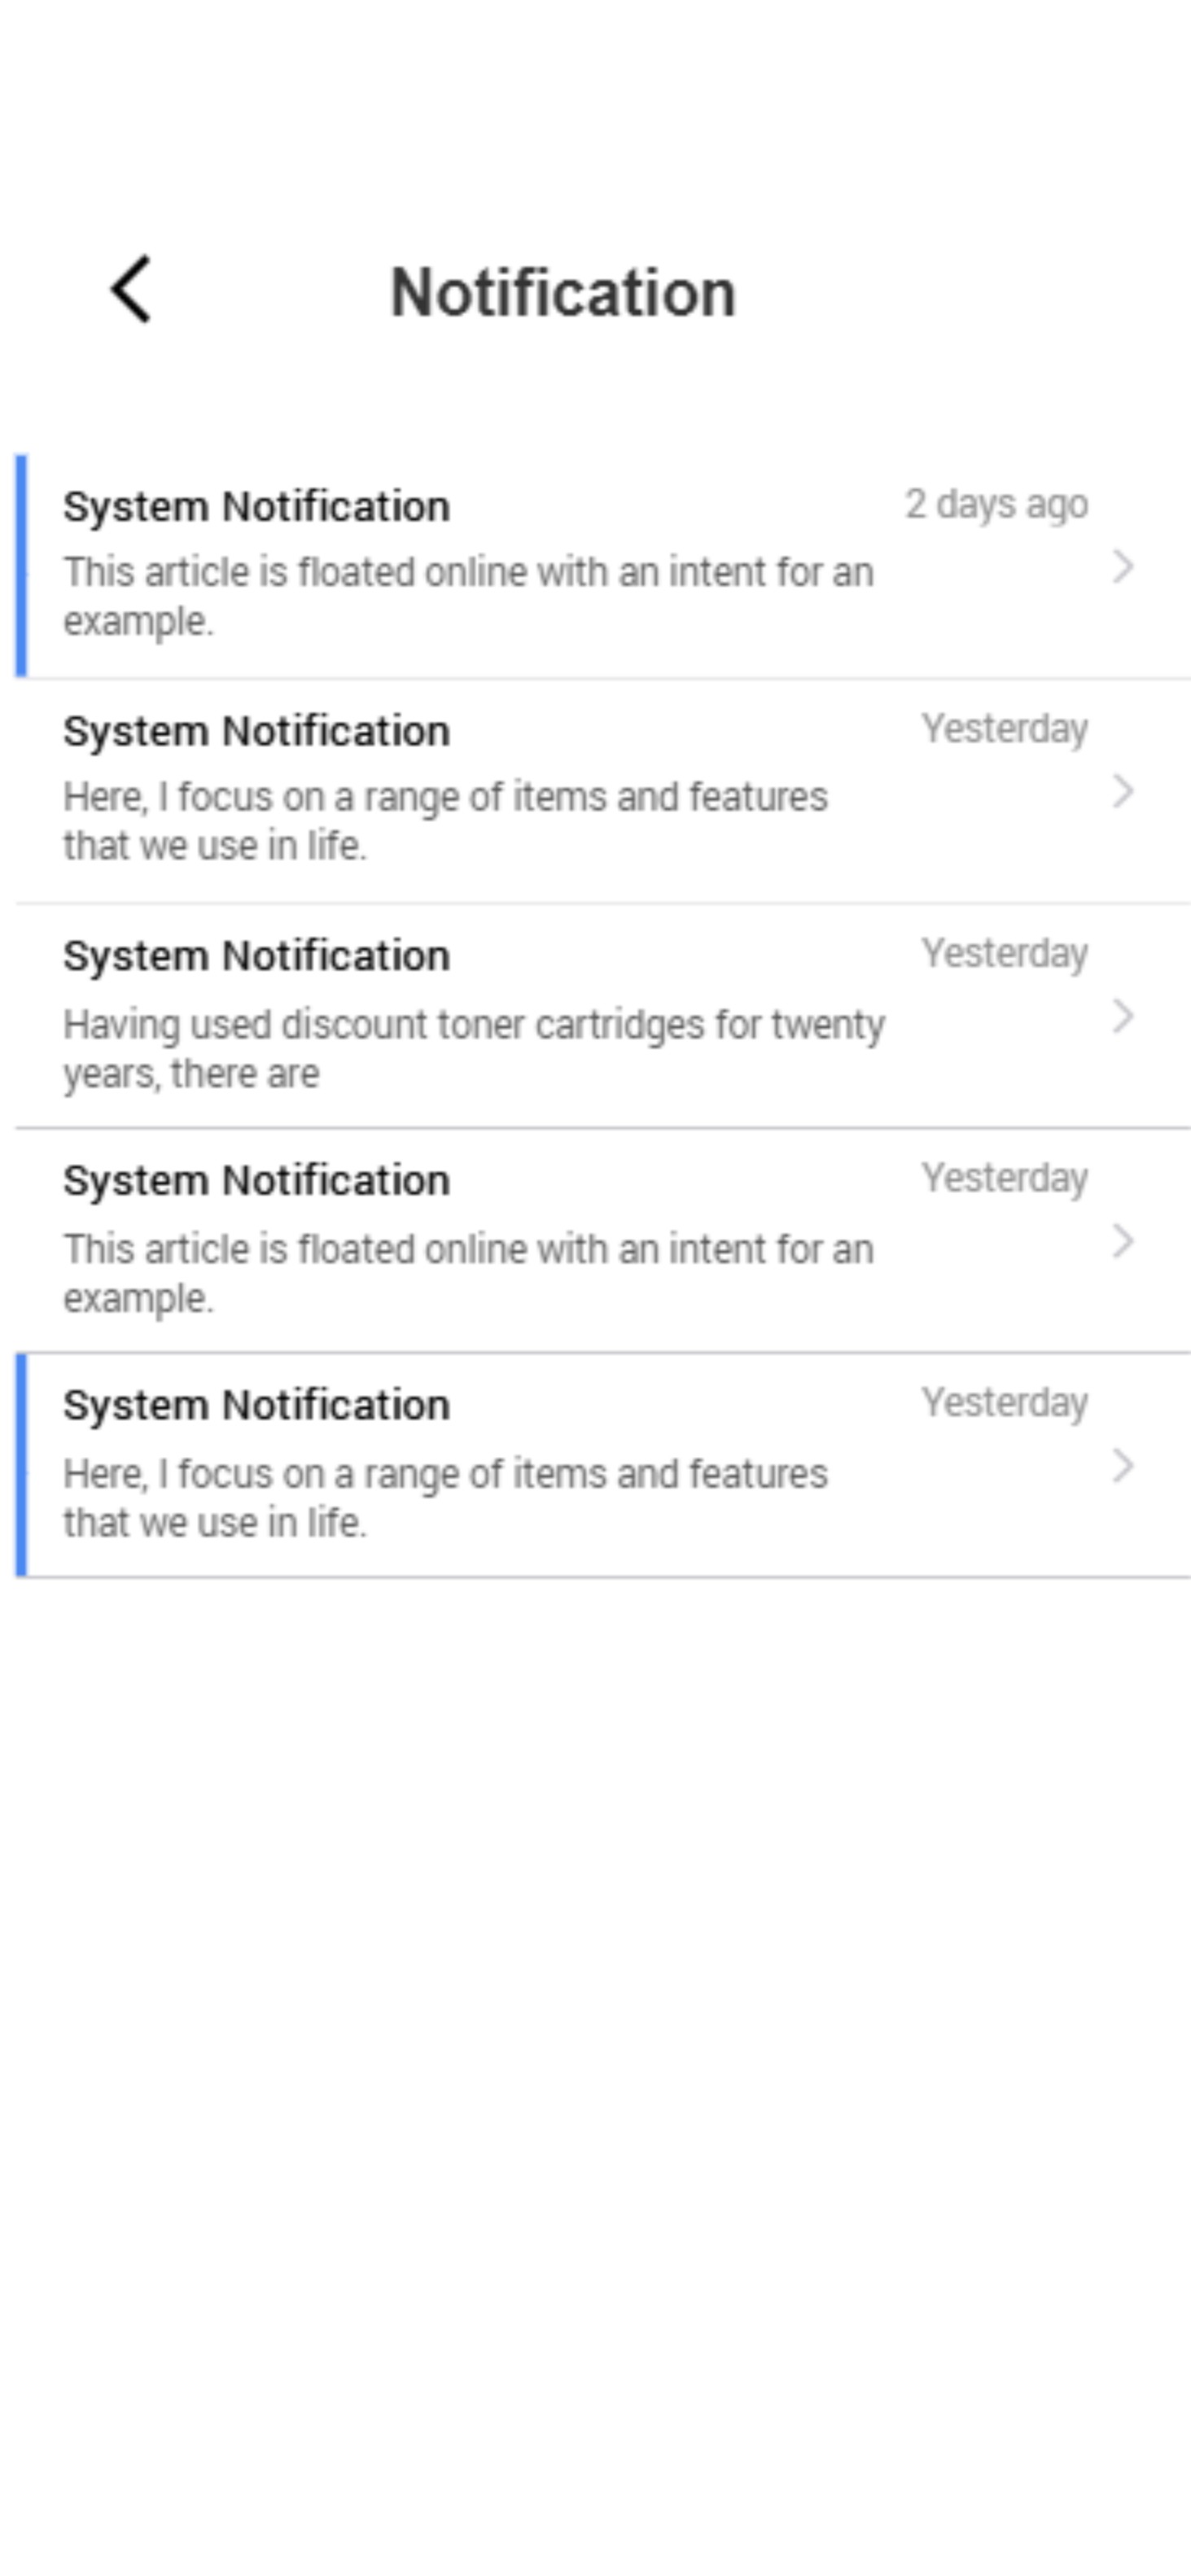 Notification
System Notification 2 days ago
This article is floated online with an intent for an
example.
System Notification Yesterday
Here, I focus on a range of items and features
that we use in life.
System Notification Yesterday
Having used discount toner cartridges for twenty
years, there are
System Notification Yesterday
This article is floated online with an intent for an
example.
System Notification Yesterday
Here, I focus on a range of items and features
that we use in life.